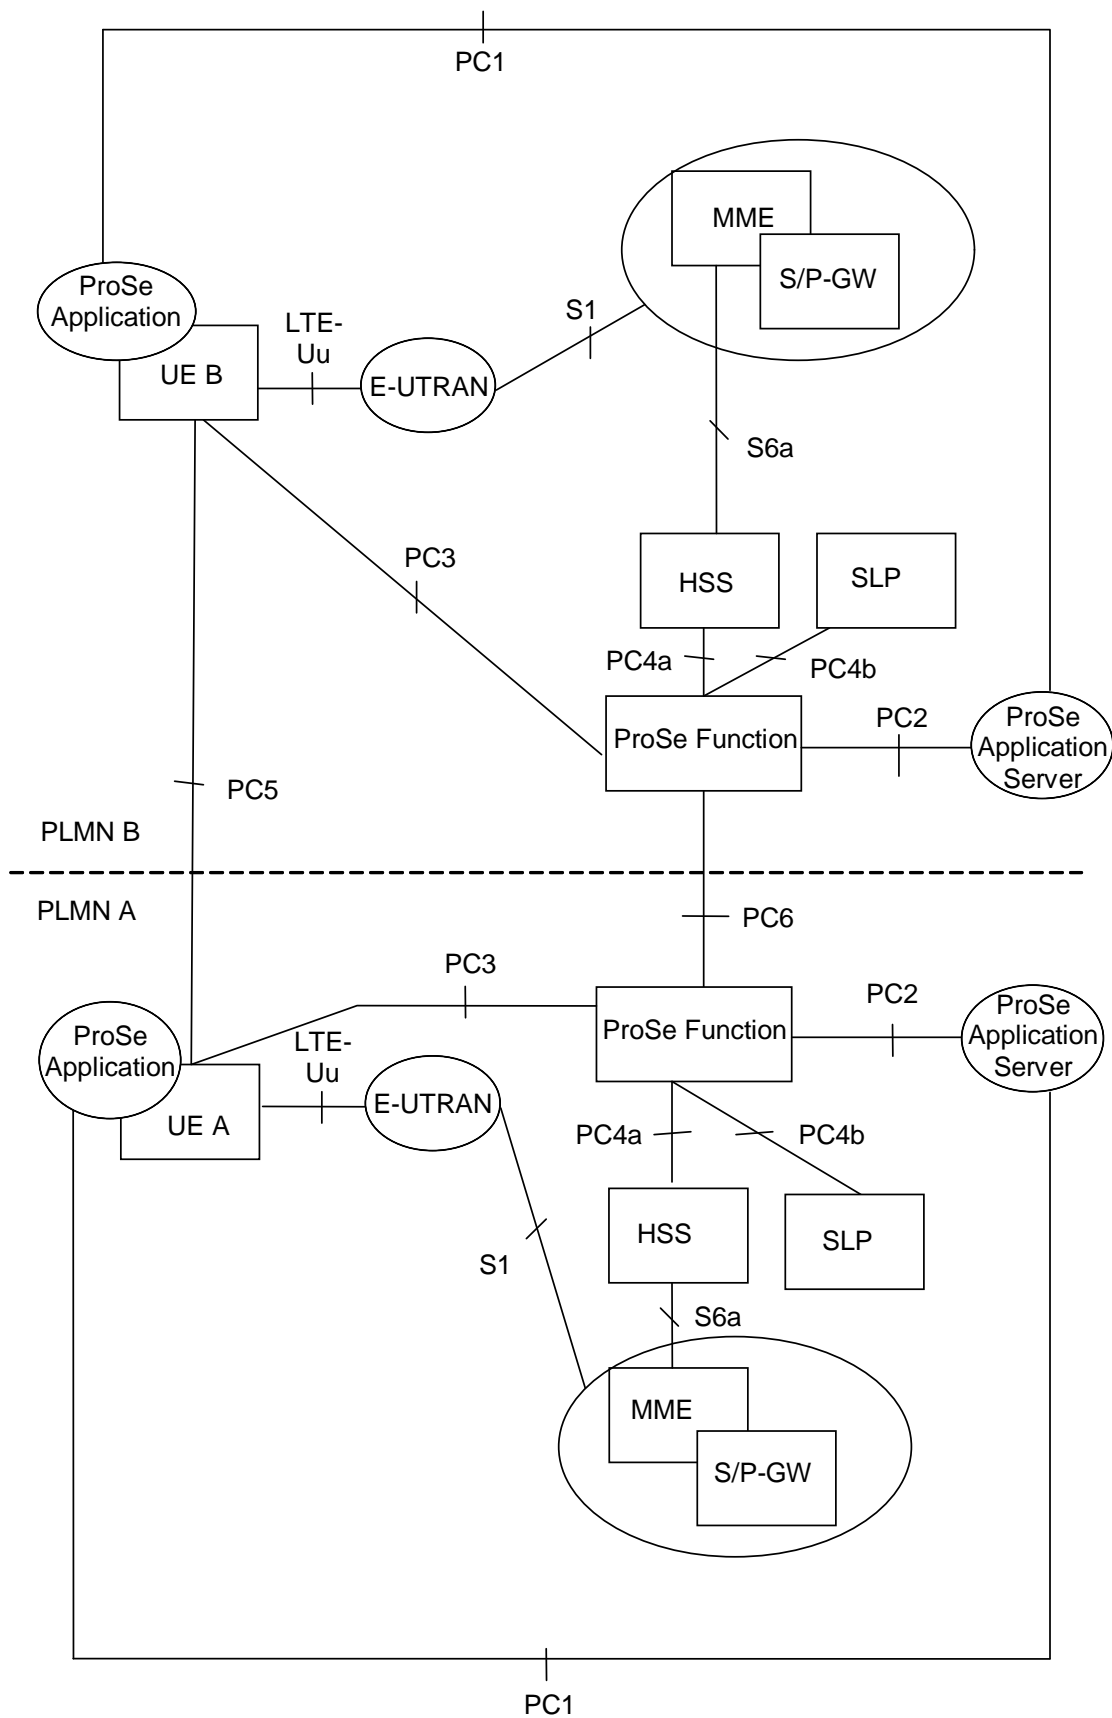 PC1
MME
S/P-GW
ProSe
Application
UE B
LTE-
Uu
E-UTRAN
S1
S6a
PC3
HSS
SLP
PC4a
PC4b
ProSe Function
PC2
ProSe
Application
Server
PC5
PLMN B
PLMN A
PC6
PC3
ProSe Function
PC2
ProSe
Application
Server
ProSe
Application
UE A
LTE-
Uu
E-UTRAN
PC4a
PC4b
HSS
SLP
S1
S6a
MME
S/P-GW
PC1